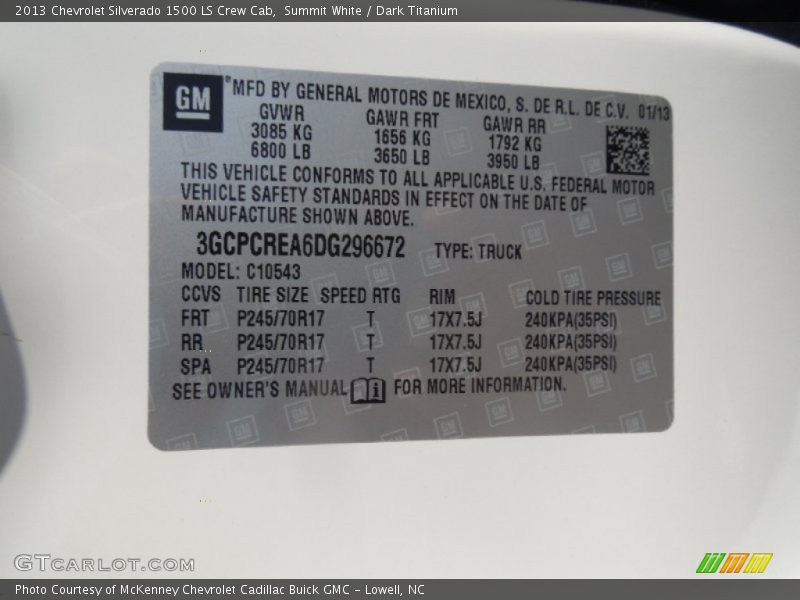 2013 Chevrolet Silverado 1500 LS Crew Cab, Summit White / Dark Titanium
GM
MFD BY GENERAL MOTORS DE MEXICO, S. DE R.L. DE C.V. 01/13
GVWR GAWR FRT GAWR RR
3085 KG 1656 KG 1792 KG
6800 LB 3650 LB 3950 LB
THIS VEHICLE CONFORMS TO ALL APPLICABLE U.S. FEDERAL MOTOR
VEHICLE SAFETY STANDARDS IN EFFECT ON THE DATE OF
MANUFACTURE SHOWN ABOVE.
3GCPCREA6DG296672 TYPE: TRUCK
MODEL: C10543
CCVS TIRE SIZE SPEED RTG RIM COLD TIRE PRESSURE
FRT P245/70R17 T 17X7.5J 240KPA(35PSI)
RR P245/70R17 T 17X7.5J 240KPA(35PSI)
SPA P245/70R17 T 17X7.5J 240KPA(35PSI)
SEE OWNER'S MANUAL FOR MORE INFORMATION.
GTCARLOT.COM
Photo Courtesy of McKenney Chevrolet Cadillac Buick GMC - Lowell, NC